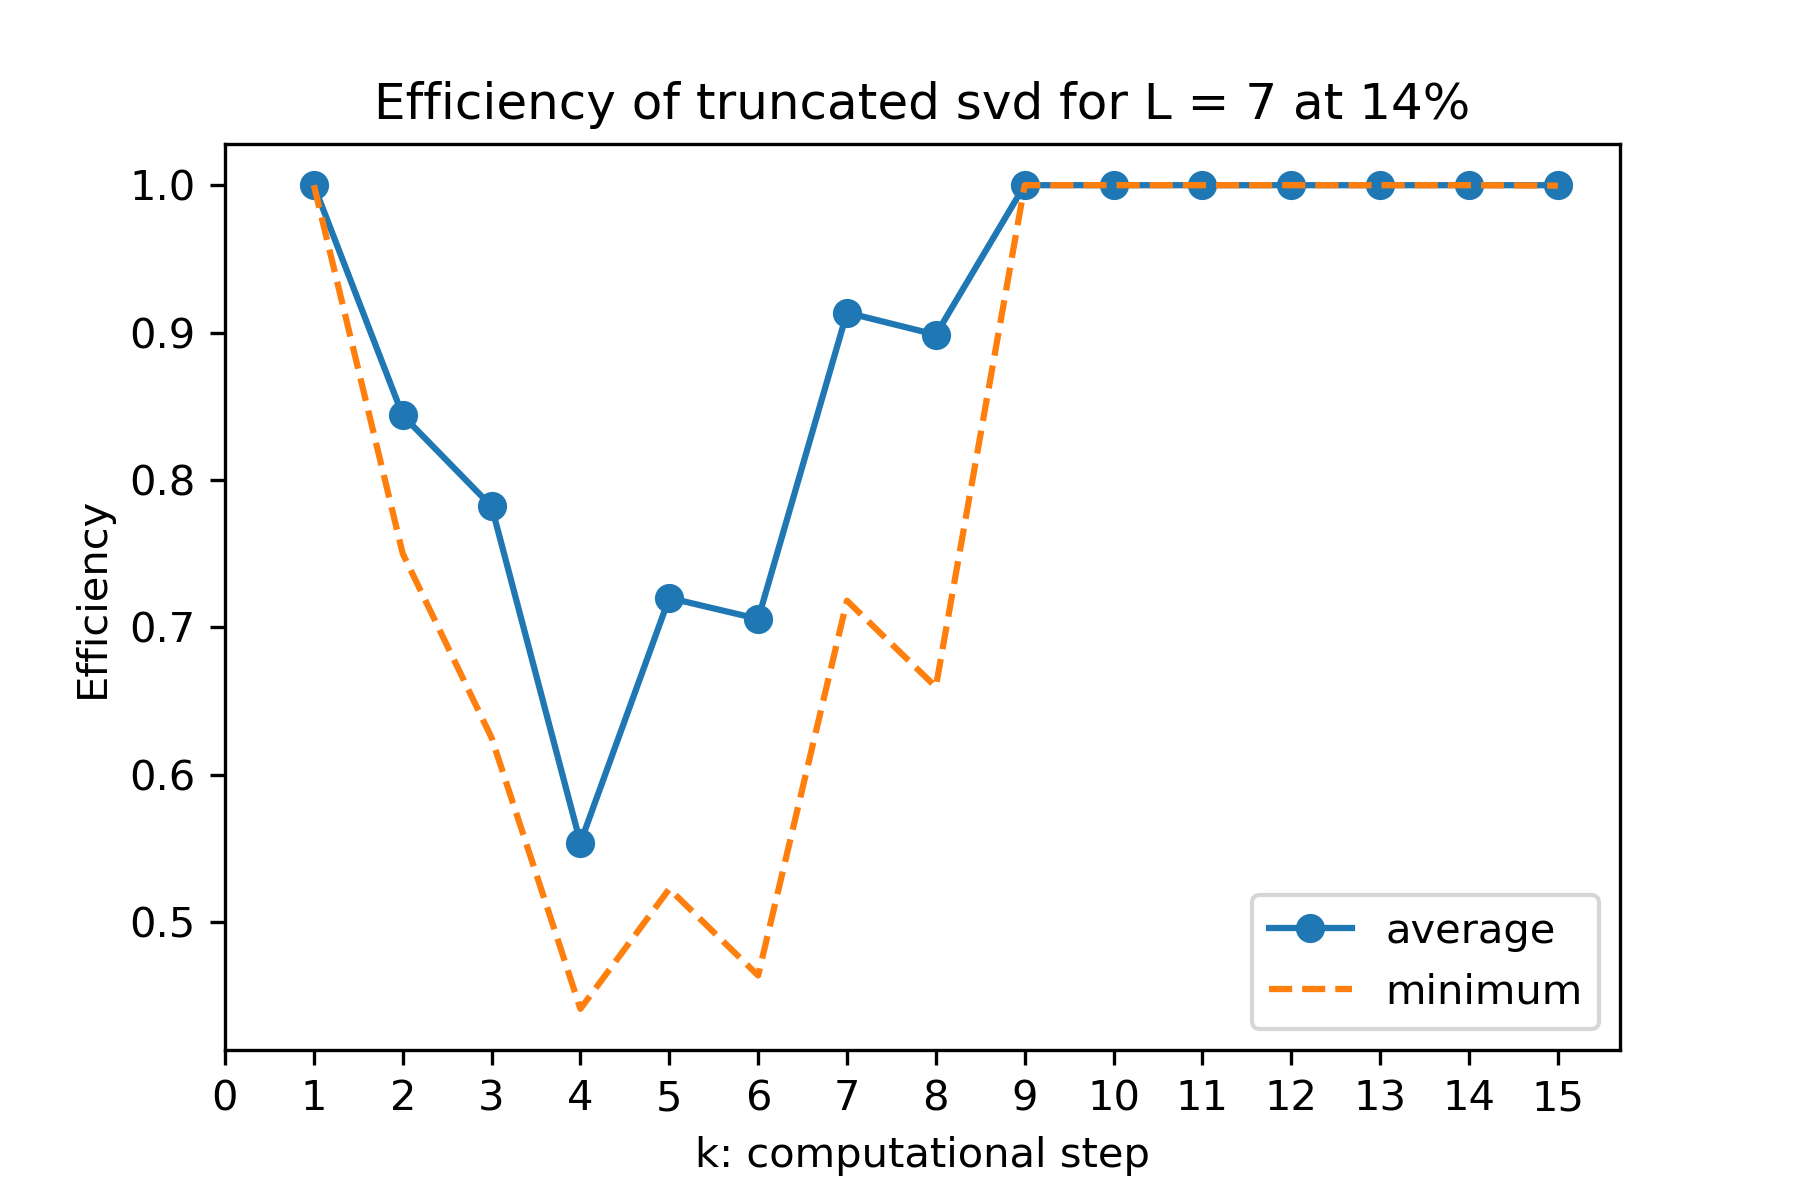 Efficiency of truncated svd for L = 7 at 14%
1.0
0.9
0.8
0.7
0.6
0.5
Efficiency
average
minimum
0 1 2 3 4 5 6 7 8 9 10 11 12 13 14 15
k: computational step